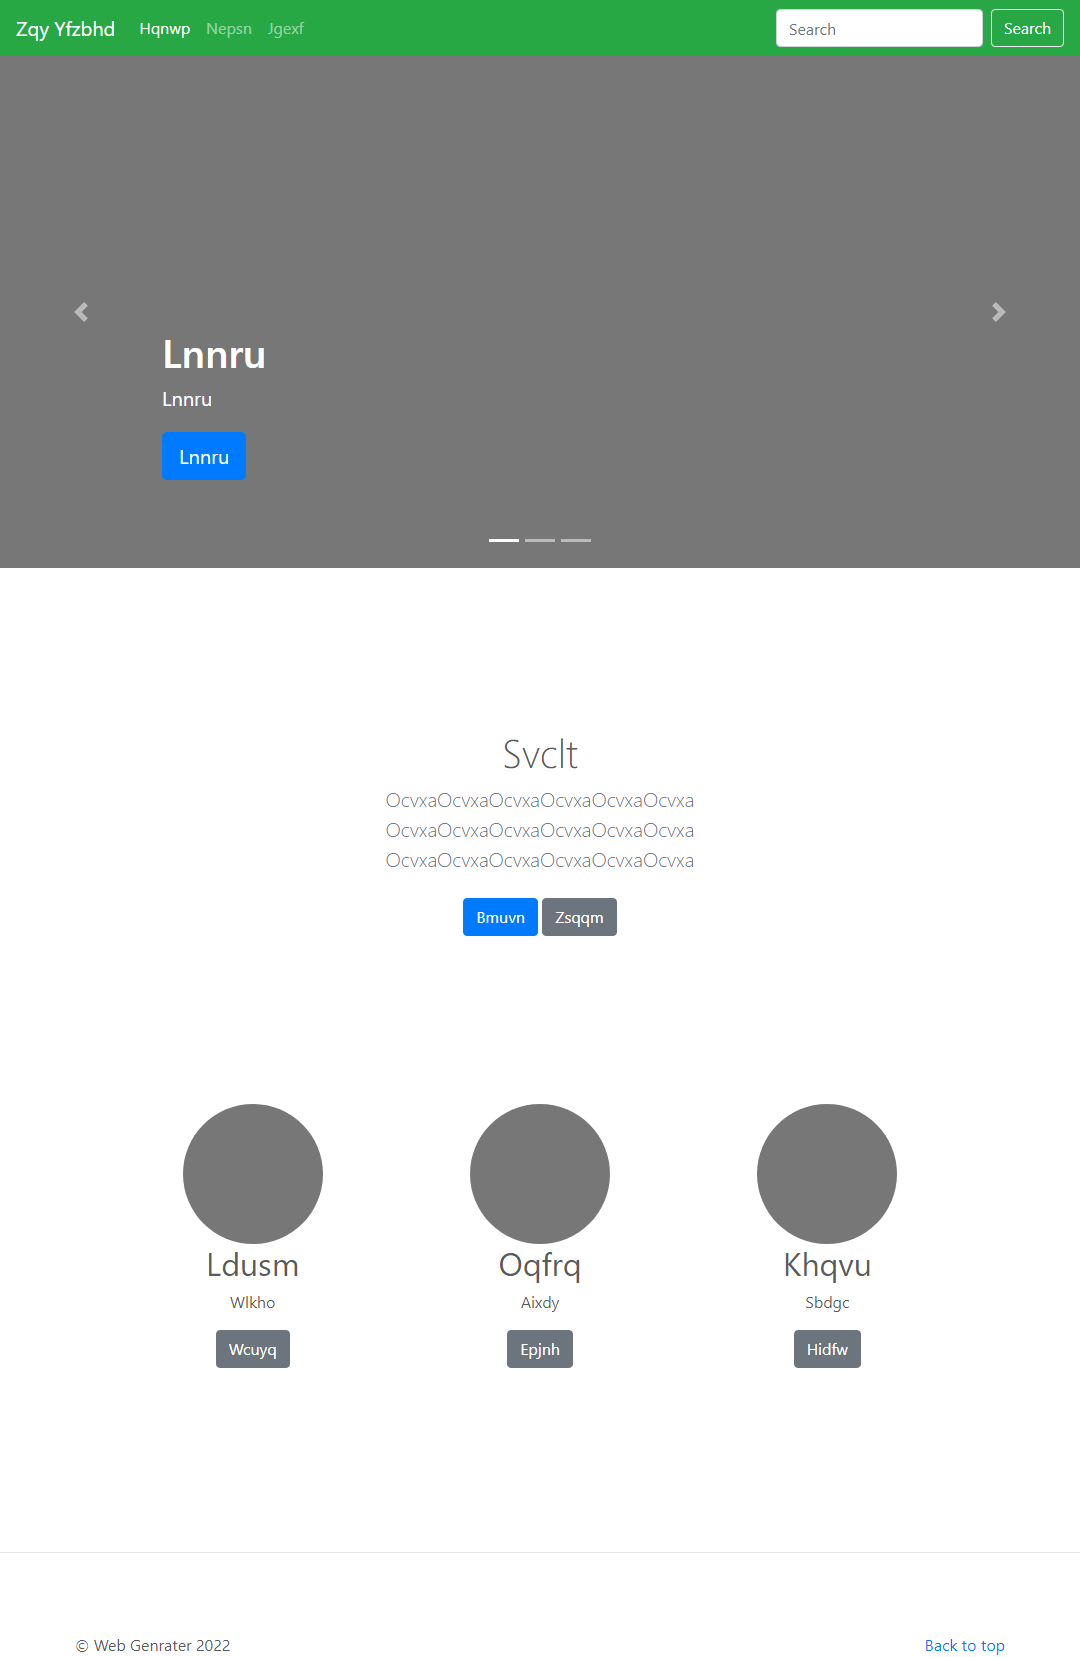 Zqy Yfzbhd Hqnwp Nepsn Jgexf Search Search
Lnnru
Lnnru
Lnnru
Svclt
OcvxaOcvxaOcvxaOcvxaOcvxaOcvxa
OcvxaOcvxaOcvxaOcvxaOcvxaOcvxa
OcvxaOcvxaOcvxaOcvxaOcvxaOcvxa
Bmuvn Zsqqm
Ldusm Oqfrq Khqvu
Wlkho Aixdy Sbdgc
Wcuyq Epjnh Hidfw
© Web Genrater 2022 Back to top